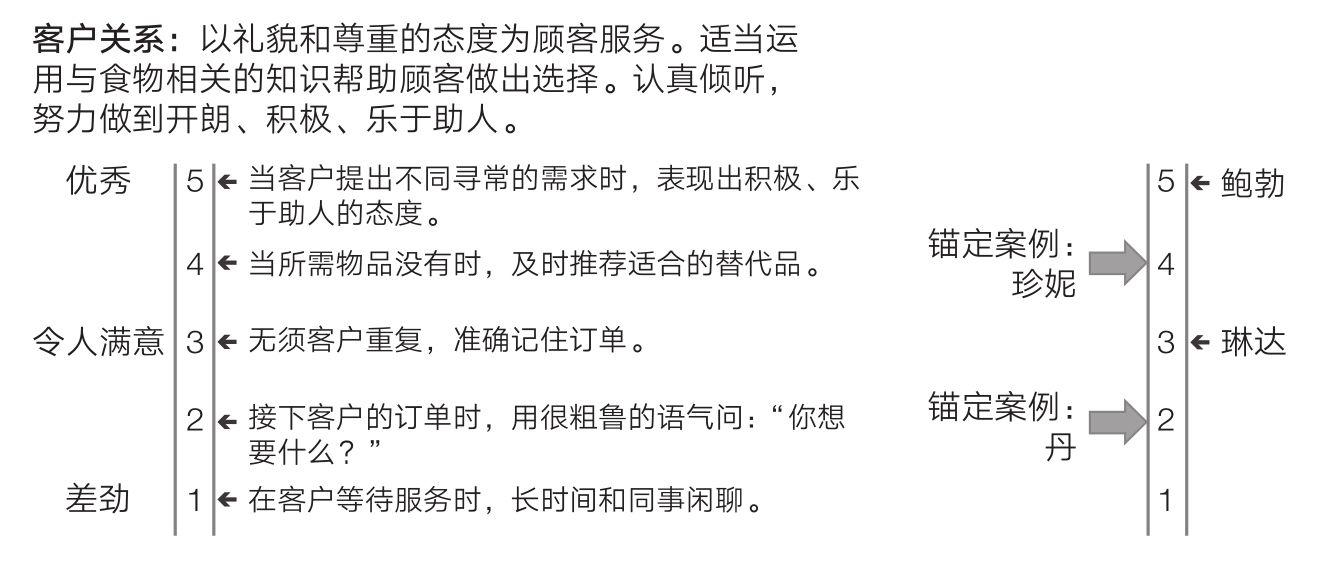 客户关系：以礼貌和尊重的态度为顾客服务。适当运
用与食物相关的知识帮助顾客做出选择。认真倾听，
努力做到开朗、积极、乐于助人。
优秀 5 当客户提出不同寻常的需求时，表现出积极、乐
于助人的态度。
4 当所需物品没有时，及时推荐适合的替代品。
令人满意 3 无须客户重复，准确记住订单。
2 接下客户的订单时，用很粗鲁的语气问：“你想
要什么？”
差劲 1 在客户等待服务时，长时间和同事闲聊。
5 鲍勃
锚定案例：
珍妮
4
3 琳达
锚定案例：
丹
2
1